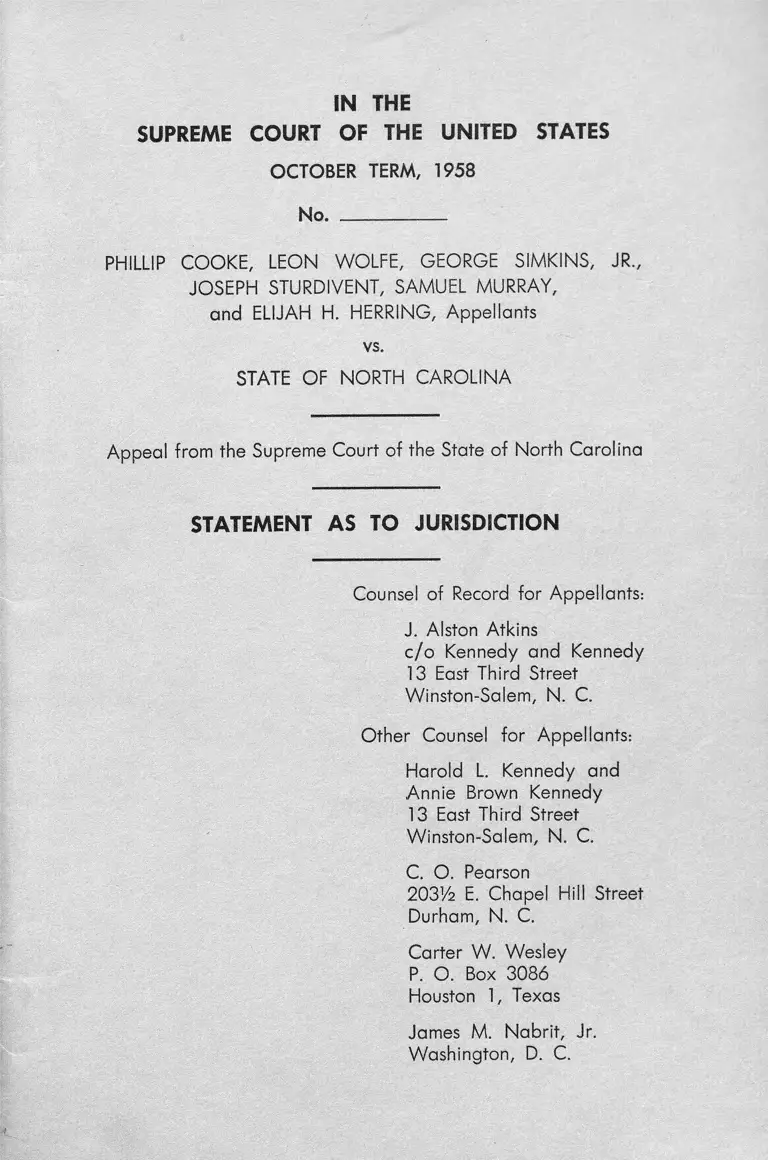 IN THE
SUPREME COURT OF THE UNITED STATES
OCTOBER TERM, 1958
No. ___________
PHILLIP COOKE, LEON WOLFE, GEORGE SIMKINS, JR.,
JOSEPH STURDIVENT, SAMUEL MURRAY,
and ELIJAH H. HERRING, Appellants
vs.
STATE OF NORTH CAROLINA
Appeal from the Supreme Court of the State of North Carolina
STATEMENT AS TO JURISDICTION
Counsel of Record for Appellants:
J. Alston Atkins
c/o Kennedy and Kennedy
13 East Third Street
Winston-Salem, N. C.
Other Counsel for Appellants:
Harold L. Kennedy and
Annie Brown Kennedy
13 East Third Street
Winston-Salem, N. C.
C. O. Pearson
203½ E. Chapel Hill Street
Durham, N. C.
Carter W. Wesley
P. O. Box 3086
Houston 1, Texas
James M. Nabrit, Jr.
Washington, D. C.